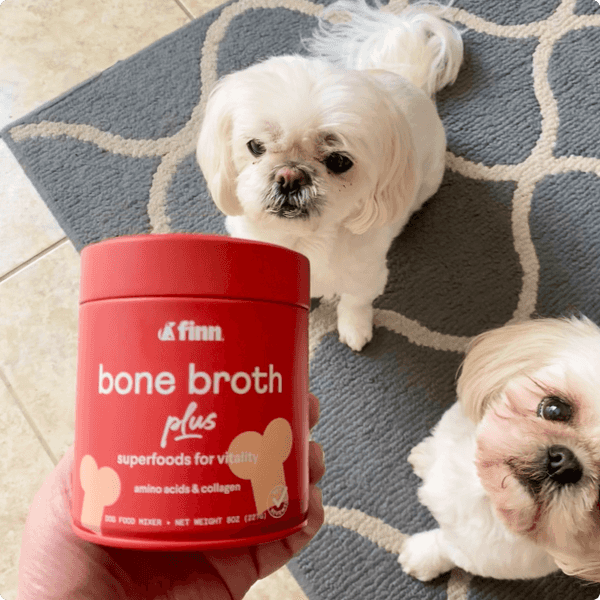 finn
bone broth
plus
superfoods for vitality
amino acids & collagen
DOG FOOD MIXER • NET WEIGHT 8OZ